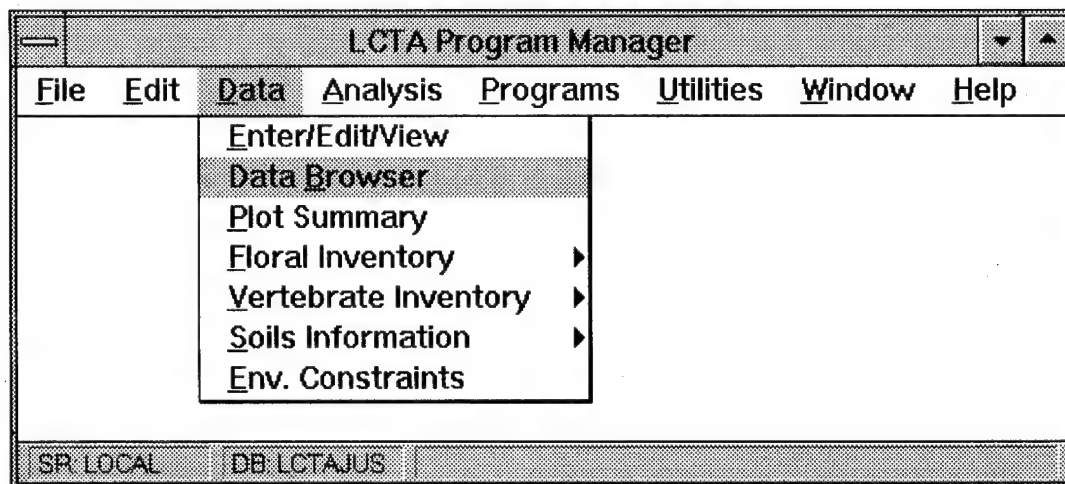 LCTA Program Manager
File Edit Data Analysis Programs Utilities Window Help
Enter/Edit/View
Data Browser
Plot Summary
Floral Inventory
Vertebrate Inventory
Soils Information
Env. Constraints
SR: LOCAL DB: LCTAJUS